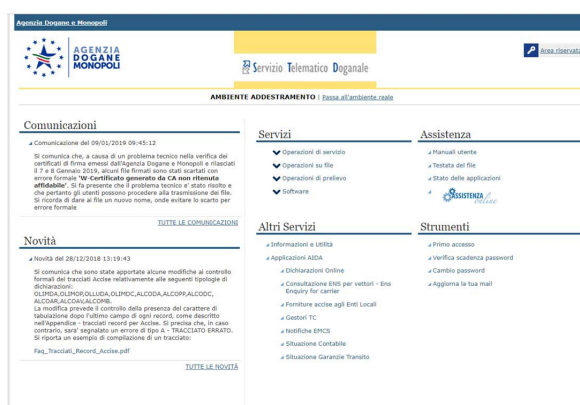 Agenzia Dogane e Monopoli
AGENZIA
DOGANE
MONOPOLI
Servizio Telematico Doganale
Area riservata
AMBIENTE ADDESTRAMENTO | Passa all'ambiente reale
Comunicazioni
Comunicazione del 09/01/2019 09:45:12
Si comunica che, a causa di un problema tecnico nella verifica dei
certificati di firma emessi dall'Agenzia Dogane e Monopoli e rilasciati
il 7 e 8 Gennaio 2019, alcuni file firmati sono stati scartati con
errore formale 'W-Certificato generato da CA non ritenuta
affidabile'. Si fa presente che il problema tecnico e' stato risolto e
che pertanto gli utenti possono procedere alla trasmissione dei file.
Si ricorda di dare ai file un nuovo nome, onde evitare lo scarto per
errore formale
TUTTE LE COMUNICAZIONI
Novità
Novità del 28/12/2018 13:19:43
Si comunica che sono state apportate alcune modifiche ai controllo
formali dei tracciati Accise relativamente alle seguenti tipologie di
dichiarazioni:
OLIMDA,OLIMOP,OLLUDA,OLIMDC,ALCODA,ALCOPP,ALCODC,
ALCOAR,ALCOAV,ALCOMB.
La modifica prevede il controllo della presenza del carattere di
tabulazione dopo l'ultimo campo di ogni record, come descritto
nell'Appendice - tracciati record per Accise. Si precisa che, in caso
contrario, sara' segnalato un errore di tipo A - TRACCIATO ERRATO.
Si riporta un esempio di compilazione di un tracciato:
Faq_Tracciati_Record_Accise.pdf
TUTTE LE NOVITÀ
Servizi
Operazioni di servizio
Operazioni su file
Operazioni di prelievo
Software
Assistenza
Manuali utente
Testata del file
Stato delle applicazioni
ASSISTENZA online
Altri Servizi
Informazioni e Utilità
Applicazioni AIDA
Dichiarazioni Online
Consultazione ENS per vettori - Ens
Enquiry for carrier
Forniture accise agli Enti Locali
Gestori TC
Notifiche EMCS
Situazione Contabile
Situazione Garanzie Transito
Strumenti
Primo accesso
Verifica scadenza password
Cambio password
Aggiorna la tua mail